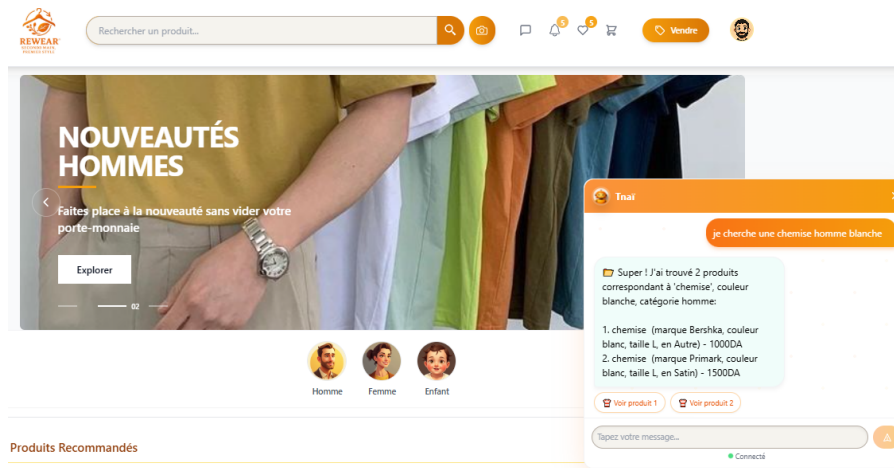 REWEAR
Rechercher un produit...
5
5
Vendre
NOUVEAUTÉS
HOMMES
Faites place à la nouveauté sans vider votre
porte-monnaie
Explorer
02
Homme
Femme
Enfant
Produits Recommandés
Tnaï
je cherche une chemise homme blanche
Super ! J'ai trouvé 2 produits
correspondant à 'chemise', couleur
blanche, catégorie homme:
1. chemise (marque Bershka, couleur
blanc, taille L, en Autre) - 1000DA
2. chemise (marque Primark, couleur
blanc, taille L, en Satin) - 1500DA
Voir produit 1
Voir produit 2
Tapez votre message...
Connecté